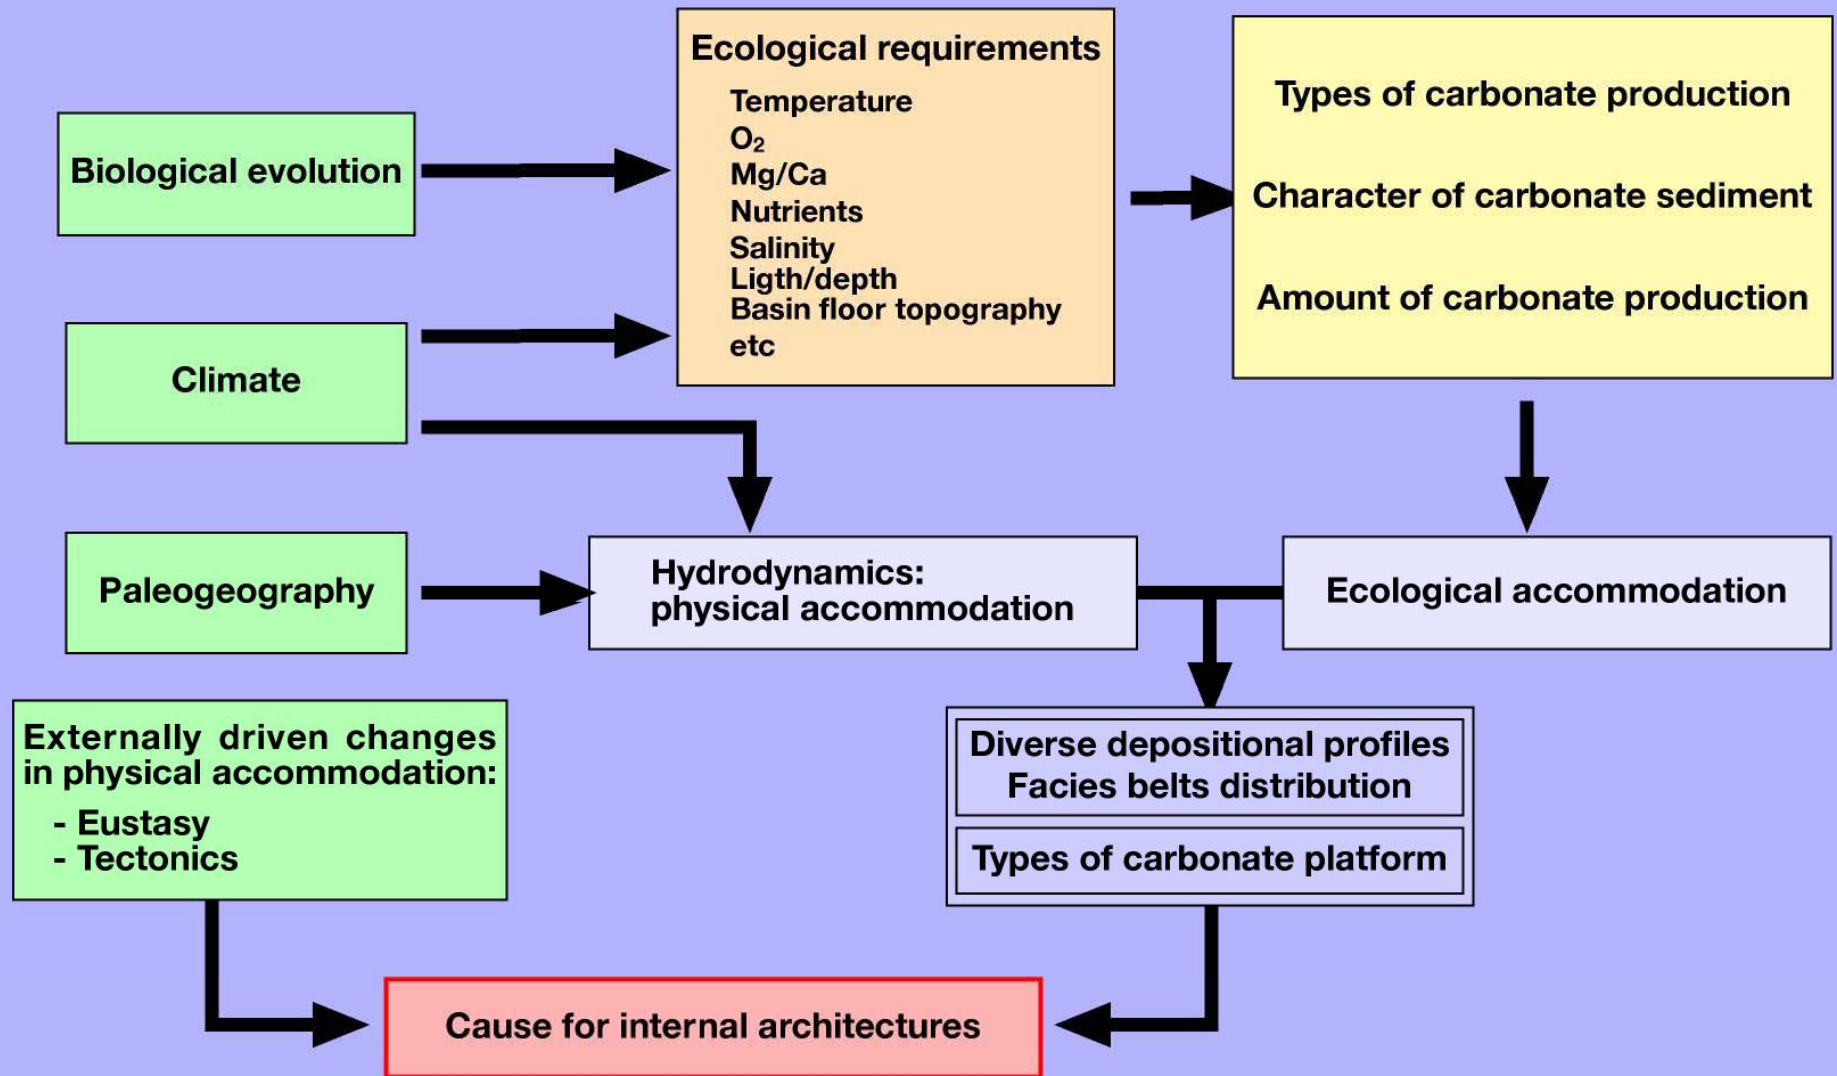 Ecological requirements
Temperature
O₂
Mg/Ca
Nutrients
Salinity
Ligth/depth
Basin floor topography
etc
Types of carbonate production
Character of carbonate sediment
Amount of carbonate production
Biological evolution
Climate
Paleogeography
Hydrodynamics:
physical accommodation
Ecological accommodation
Externally driven changes
in physical accommodation:
- Eustasy
- Tectonics
Diverse depositional profiles
Facies belts distribution
Types of carbonate platform
Cause for internal architectures